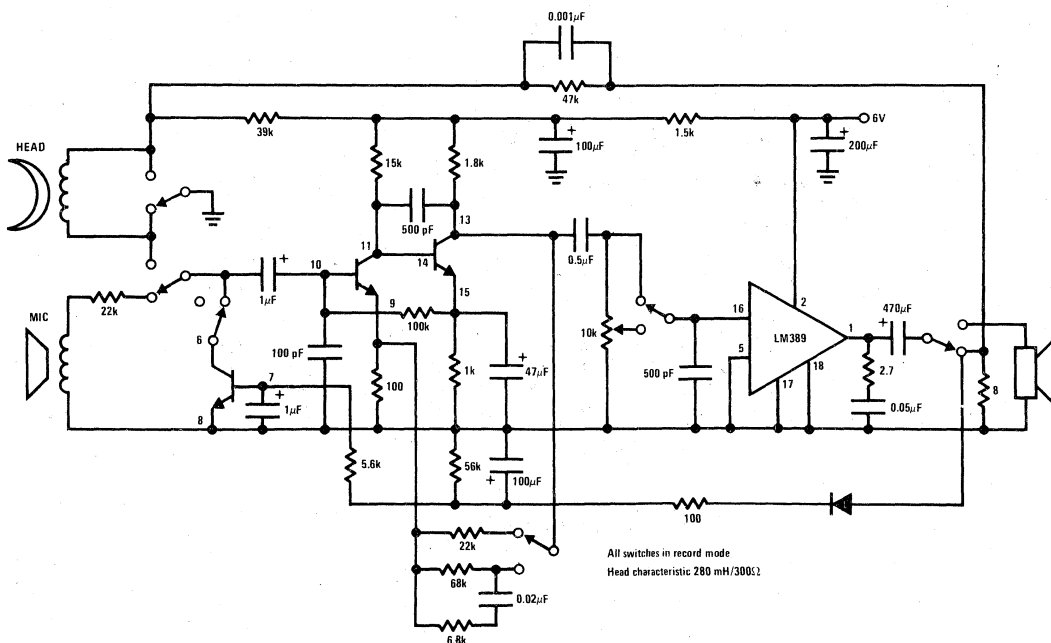 0.001µF
47k
39k
1.5k
6V
HEAD
15k
1.8k
+
100µF
+
200µF
500 pF
13
11
14
0.5µF
10
+
1µF
15
9
100k
22k
MIC
6
10k
16
2
470µF
+
LM389
1
5
18
17
100 pF
100
1k
+
47µF
500 pF
2.7
0.05µF
8
7
+
1µF
8
5.6k
56k
+
100µF
100
22k
68k
0.02µF
6.8k
All switches in record mode
Head characteristic 280 mH/300Ω